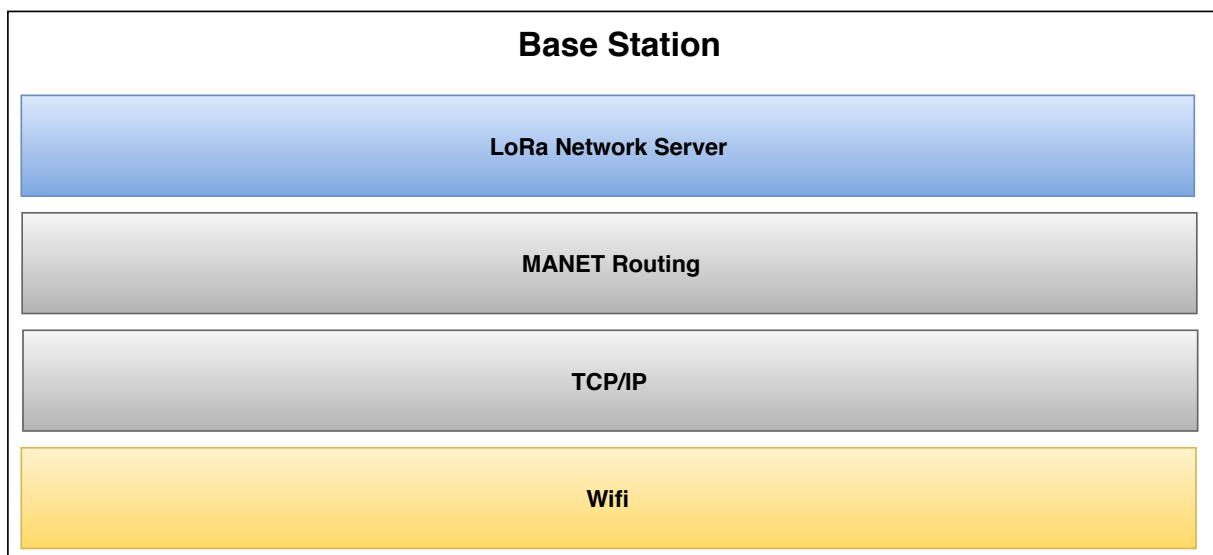 Base Station
LoRa Network Server
MANET Routing
TCP/IP
Wifi